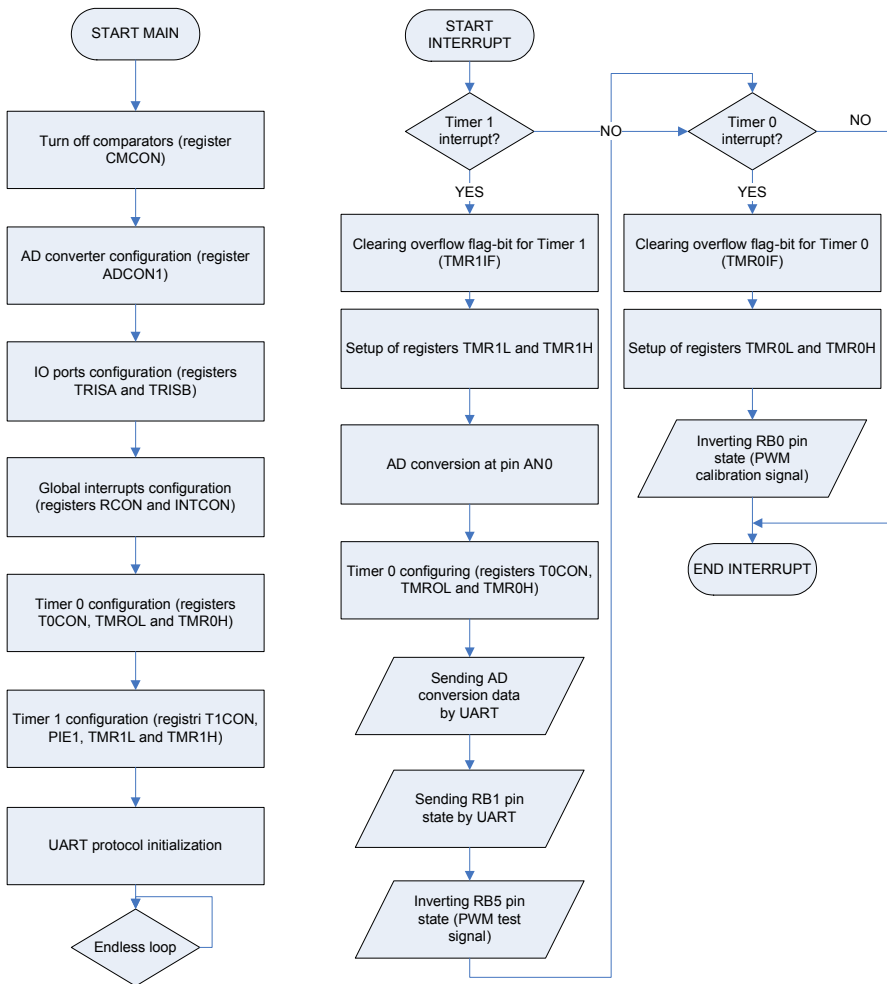 START MAIN
Turn off comparators (register
CMCON)
AD converter configuration (register
ADCON1)
IO ports configuration (registers
TRISA and TRISB)
Global interrupts configuration
(registers RCON and INTCON)
Timer 0 configuration (registers
T0CON, TMROL and TMR0H)
Timer 1 configuration (registri T1CON,
PIE1, TMR1L and TMR1H)
UART protocol initialization
Endless loop
START
INTERRUPT
Timer 1
interrupt?
NO
YES
Clearing overflow flag-bit for Timer 1
(TMR1IF)
Setup of registers TMR1L and TMR1H
AD conversion at pin AN0
Timer 0 configuring (registers T0CON,
TMROL and TMR0H)
Sending AD
conversion data
by UART
Sending RB1 pin
state by UART
Inverting RB5 pin
state (PWM test
signal)
Timer 0
interrupt?
NO
YES
Clearing overflow flag-bit for Timer 0
(TMR0IF)
Setup of registers TMR0L and TMR0H
Inverting RB0 pin
state (PWM
calibration signal)
END INTERRUPT